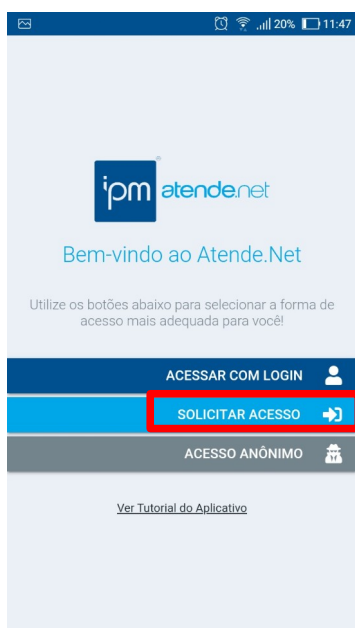 20% 11:47
ipm atende.net
Bem-vindo ao Atende.Net
Utilize os botões abaixo para selecionar a forma de
acesso mais adequada para você!
ACESSAR COM LOGIN
SOLICITAR ACESSO
ACESSO ANÔNIMO
Ver Tutorial do Aplicativo